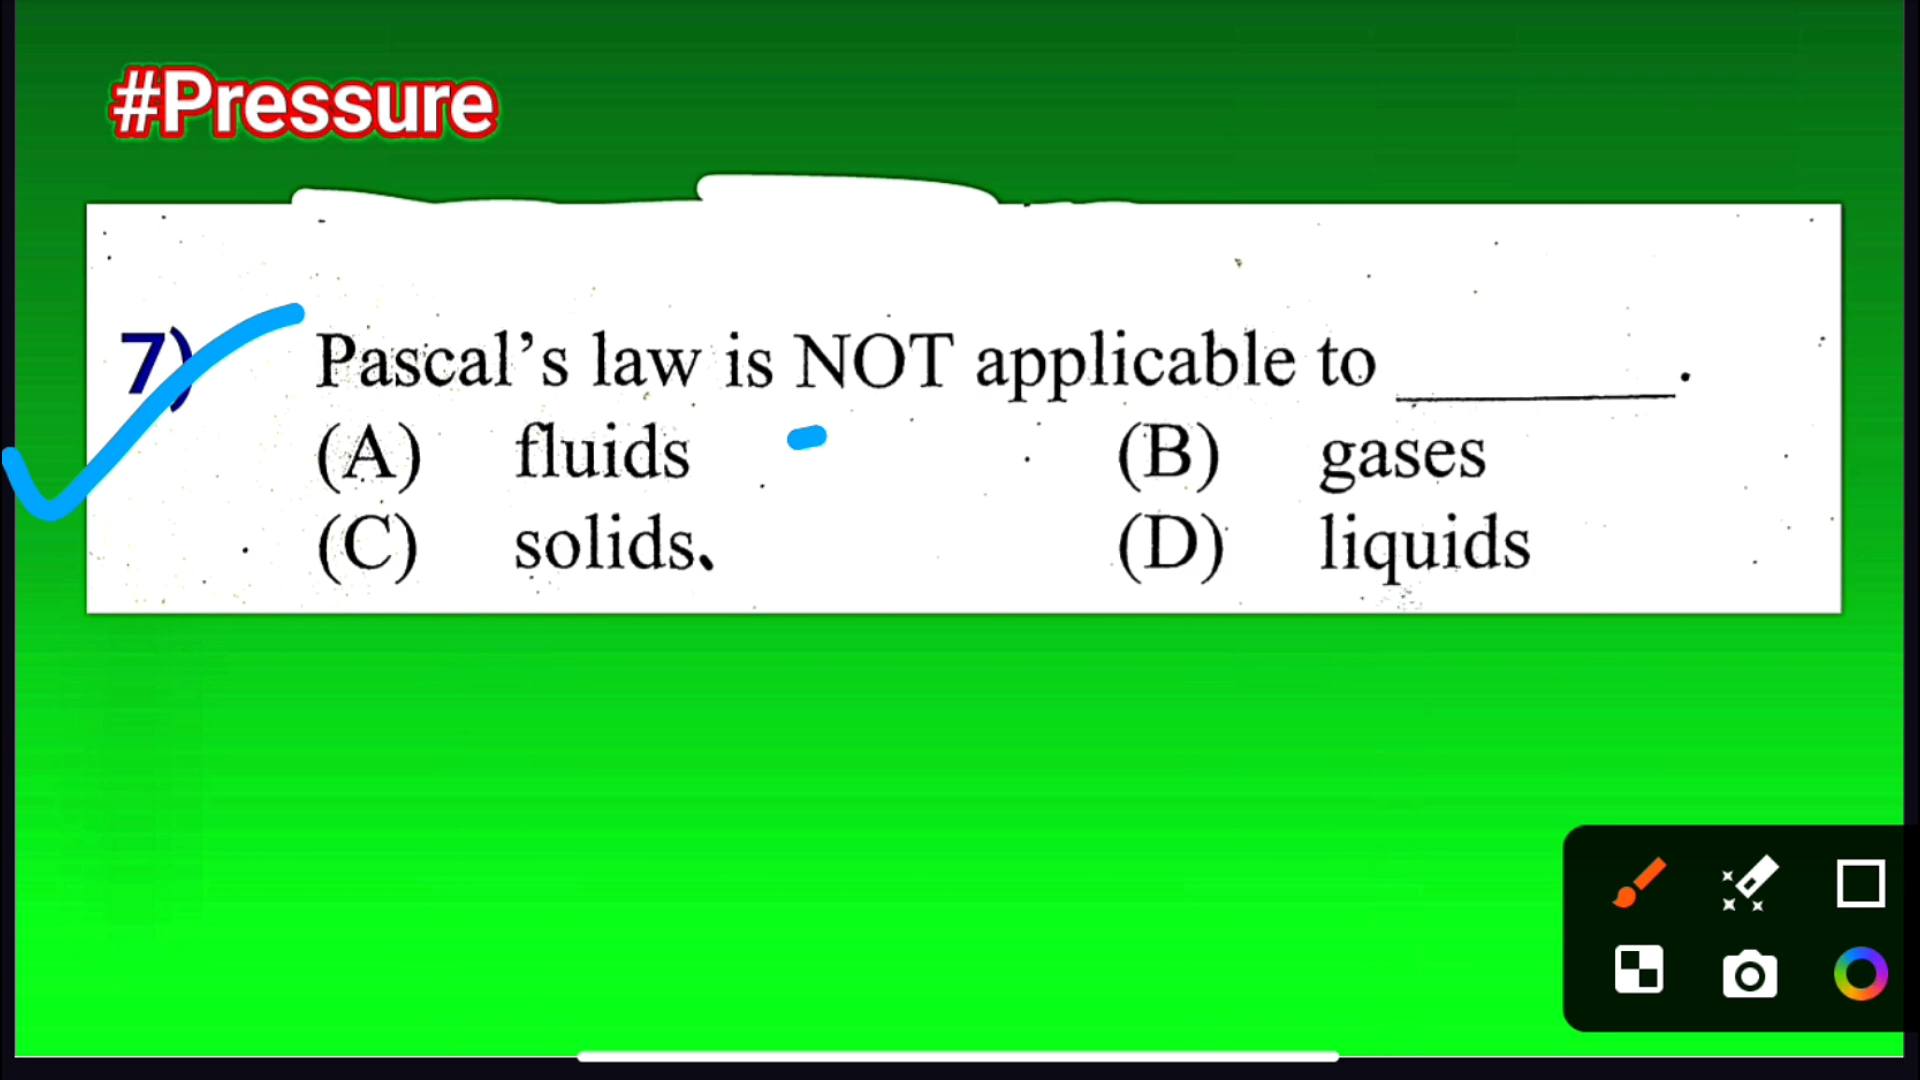 #Pressure
7) Pascal’s law is NOT applicable to ________.
(A) fluids (B) gases
(C) solids. (D) liquids